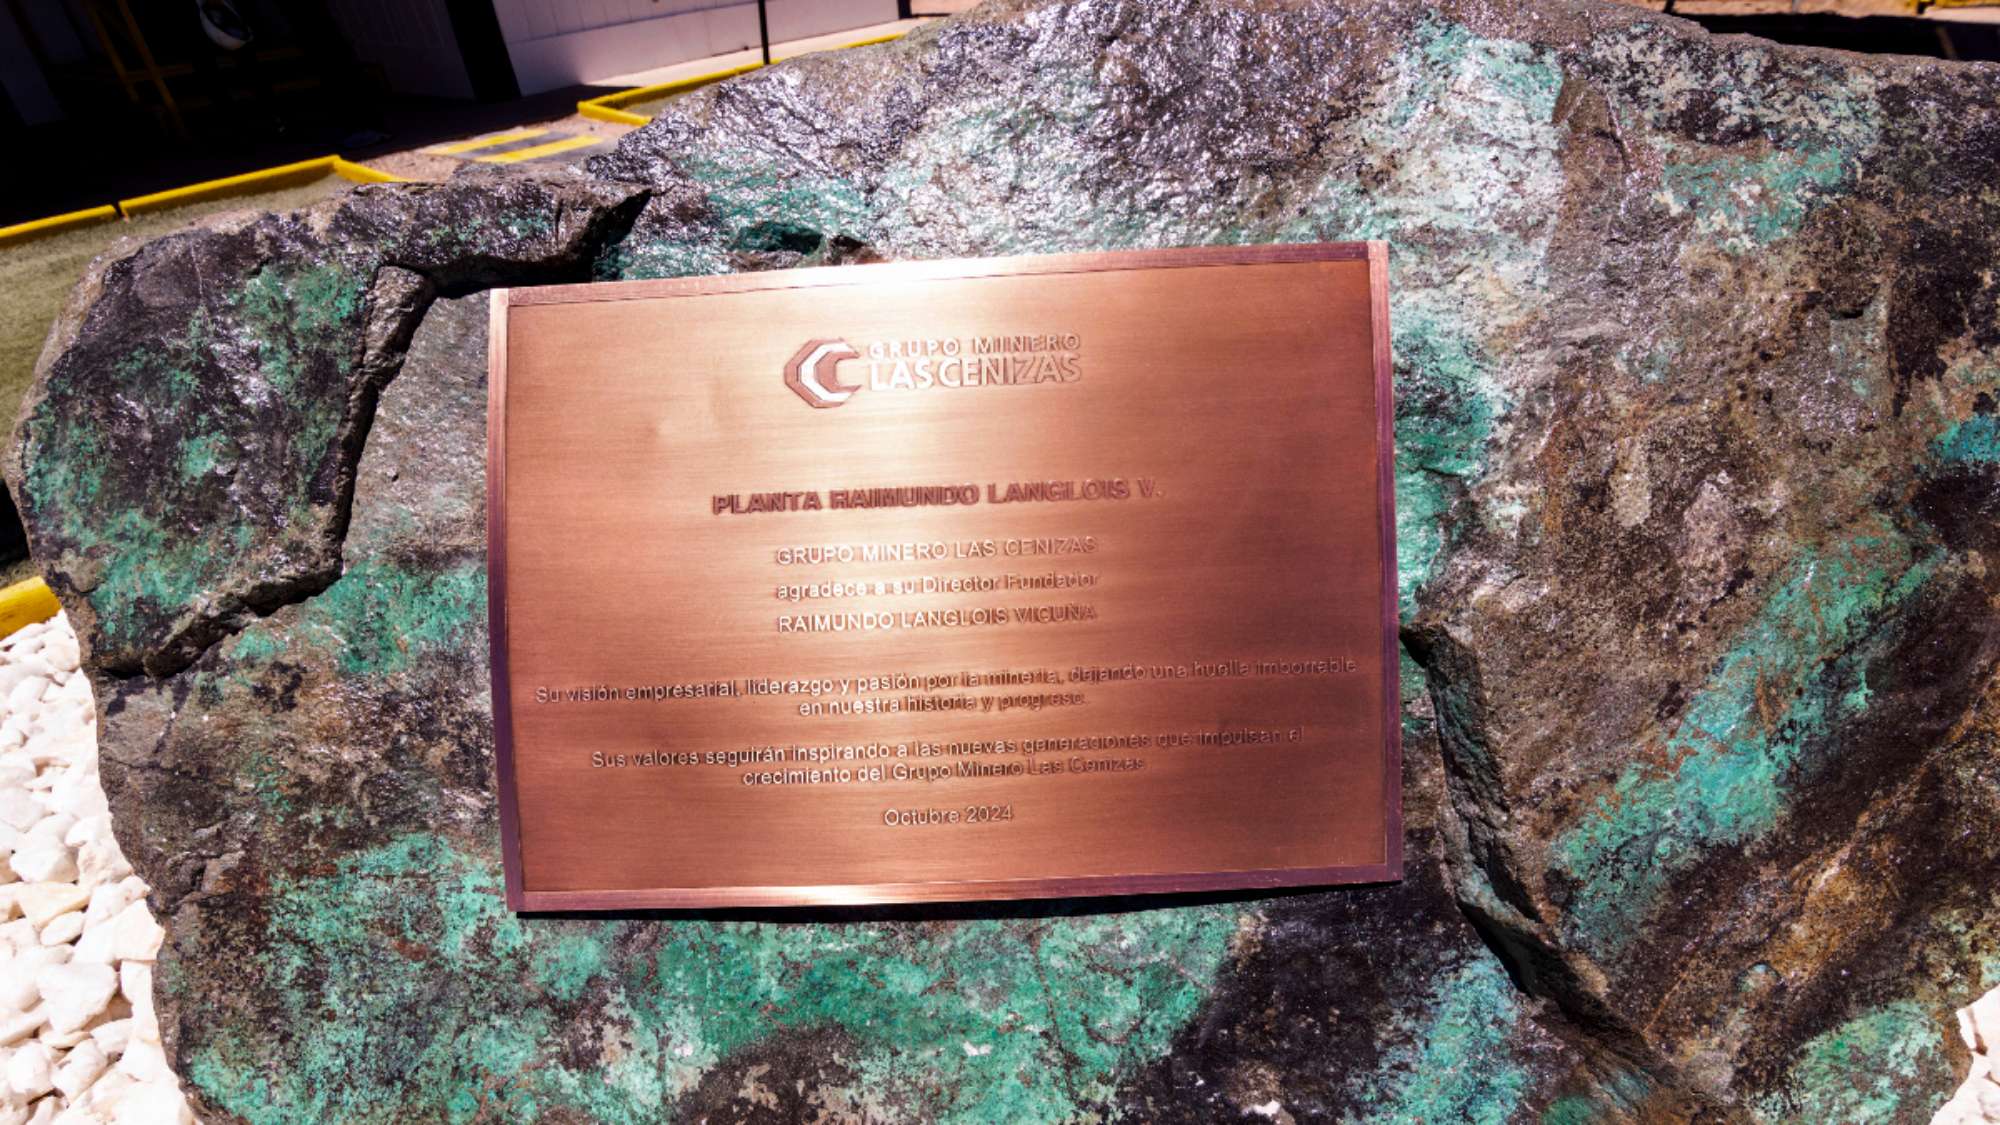 GRUPO MINERO
LAS CENIZAS
PLANTA RAIMUNDO LANGLOIS V.
GRUPO MINERO LAS CENIZAS
agradece a su Director Fundador
RAIMUNDO LANGLOIS VICUÑA
Su visión empresarial, liderazgo y pasión por la minería, dejando una huella imborrable
en nuestra historia y progreso.
Sus valores seguirán inspirando a las nuevas generaciones que impulsan el
crecimiento del Grupo Minero Las Cenizas
Octubre 2024